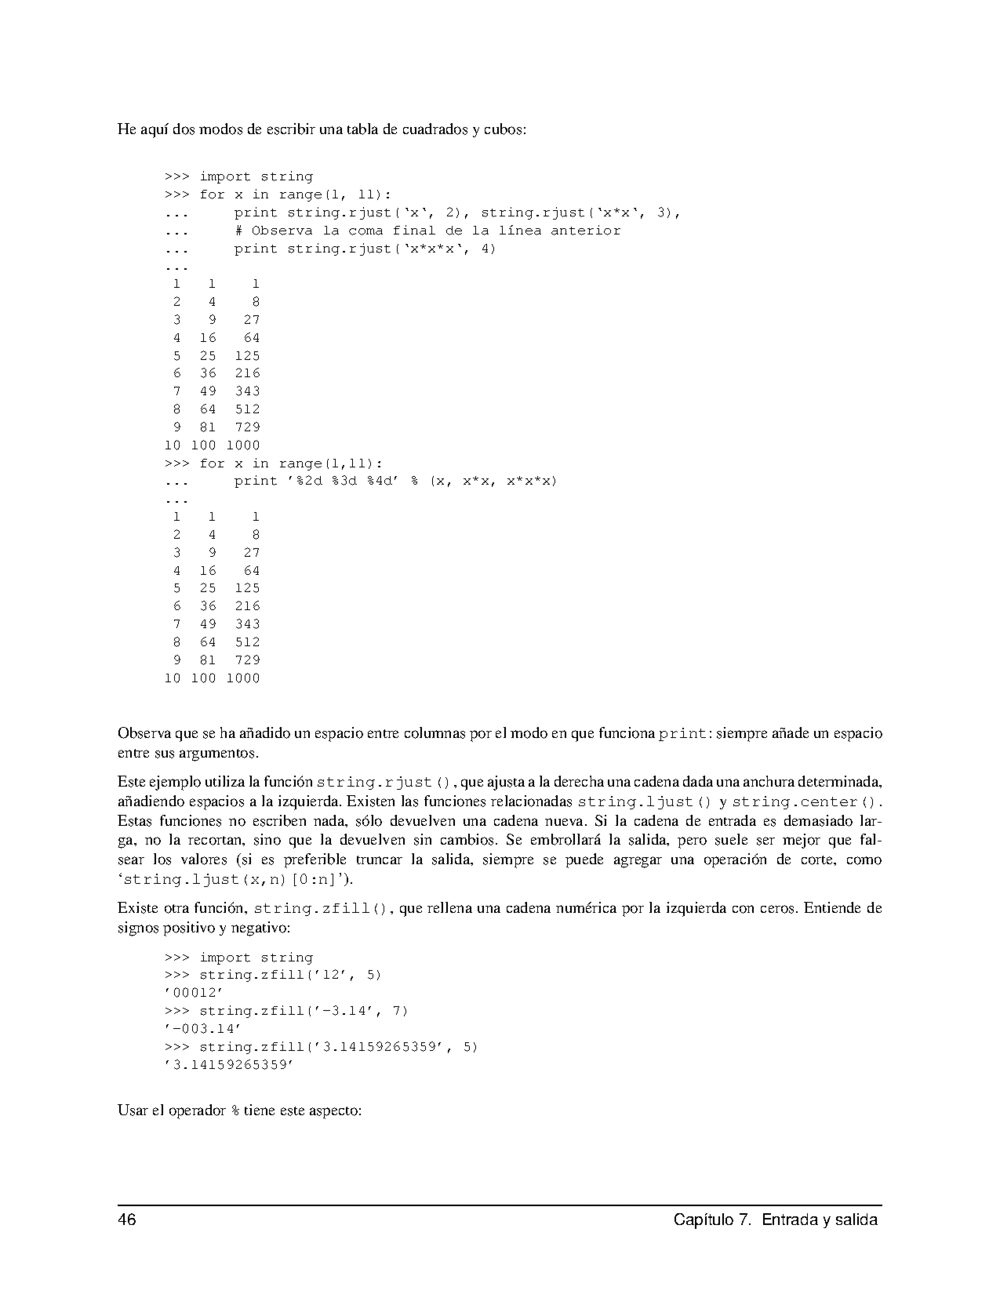 He aquí dos modos de escribir una tabla de cuadrados y cubos:
>>> import string
>>> for x in range(1, 11):
...     print string.rjust(‘x‘, 2), string.rjust(‘x*x‘, 3),
...     # Observa la coma final de la línea anterior
...     print string.rjust(‘x*x*x‘, 4)
...
 1   1    1
 2   4    8
 3   9   27
 4  16   64
 5  25  125
 6  36  216
 7  49  343
 8  64  512
 9  81  729
10 100 1000
>>> for x in range(1,11):
...     print ’%2d %3d %4d’ % (x, x*x, x*x*x)
...
 1   1    1
 2   4    8
 3   9   27
 4  16   64
 5  25  125
 6  36  216
 7  49  343
 8  64  512
 9  81  729
10 100 1000
Observa que se ha añadido un espacio entre columnas por el modo en que funciona print: siempre añade un espacio
entre sus argumentos.
Este ejemplo utiliza la función string.rjust(), que ajusta a la derecha una cadena dada una anchura determinada,
añadiendo espacios a la izquierda. Existen las funciones relacionadas string.ljust() y string.center().
Estas funciones no escriben nada, sólo devuelven una cadena nueva. Si la cadena de entrada es demasiado lar-
ga, no la recortan, sino que la devuelven sin cambios. Se embrollará la salida, pero suele ser mejor que fal-
sear los valores (si es preferible truncar la salida, siempre se puede agregar una operación de corte, como
‘string.ljust(x,n)[0:n]’).
Existe otra función, string.zfill(), que rellena una cadena numérica por la izquierda con ceros. Entiende de
signos positivo y negativo:
>>> import string
>>> string.zfill(’12’, 5)
’00012’
>>> string.zfill(’-3.14’, 7)
’-003.14’
>>> string.zfill(’3.14159265359’, 5)
’3.14159265359’
Usar el operador % tiene este aspecto:
46 Capítulo 7. Entrada y salida